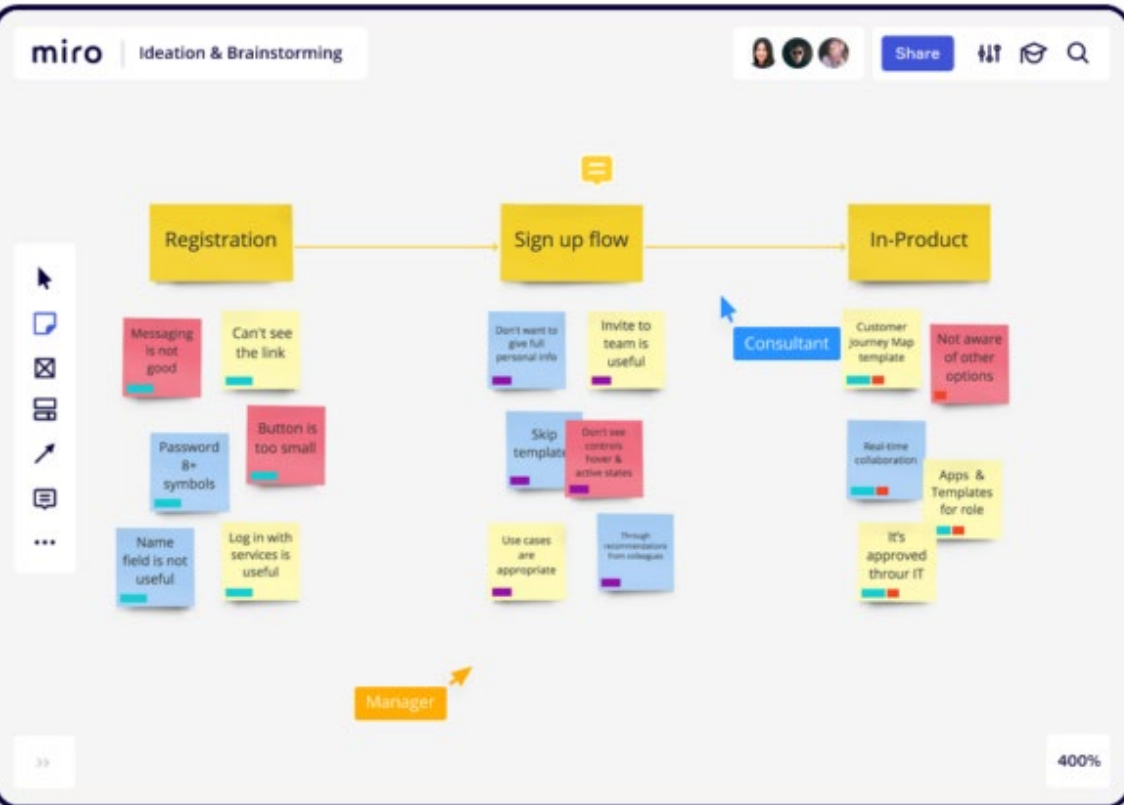 miro
Ideation & Brainstorming
Share
Registration
Sign up flow
In-Product
Messaging
is not
good
Can't see
the link
Password
8+
symbols
Button is
too small
Name
field is not
useful
Log in with
services is
useful
Don't want to
give full
personal info
Invite to
team is
useful
Skip
template
Don't see
controls
hover &
active states
Use cases
are
appropriate
Through
recommendations
from colleagues
Consultant
Customer
Journey Map
template
Not aware
of other
options
Real-time
collaboration
Apps &
Templates
for role
It's
approved
throur IT
Manager
400%